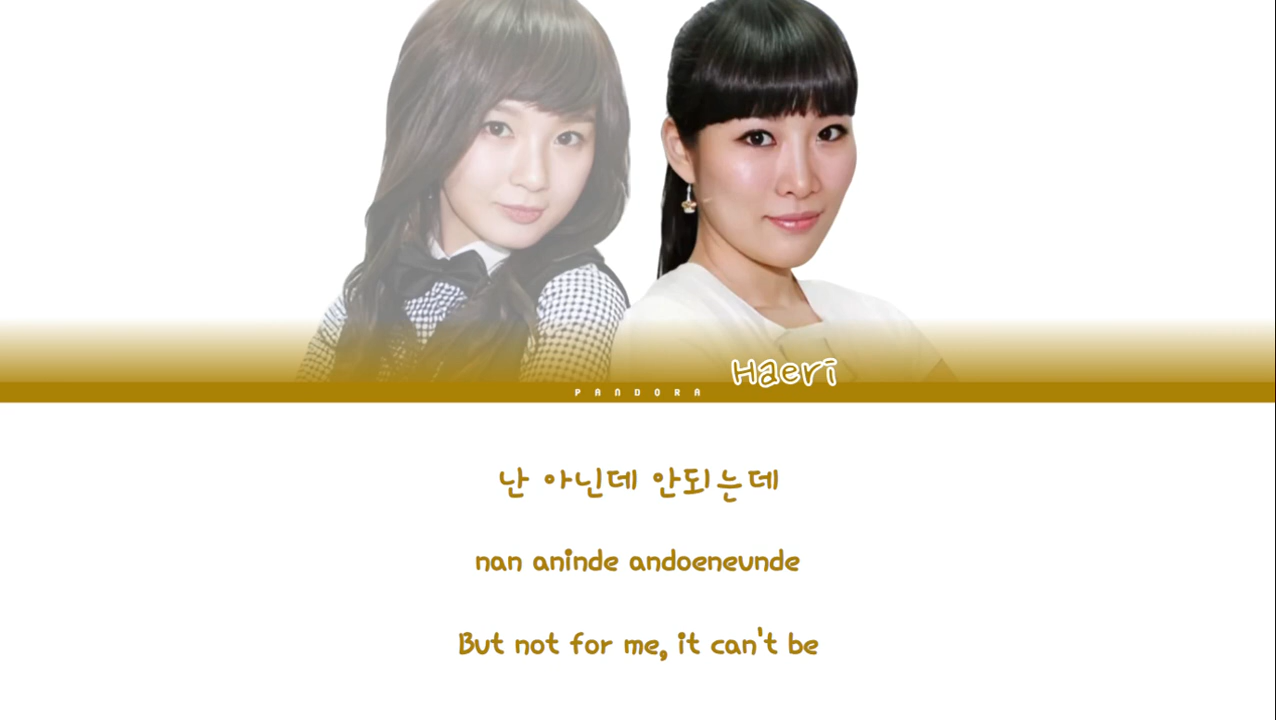 Haeri
PANDORA
난 아닌데 안되는데
nan aninde andoeneunde
But not for me, it can't be